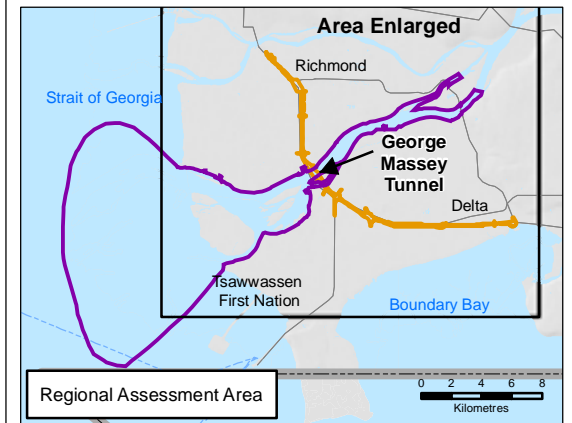 Area Enlarged
Richmond
Strait of Georgia
George
Massey
Tunnel
Delta
Tsawwassen
First Nation
Boundary Bay
Regional Assessment Area
0 2 4 6 8
Kilometres